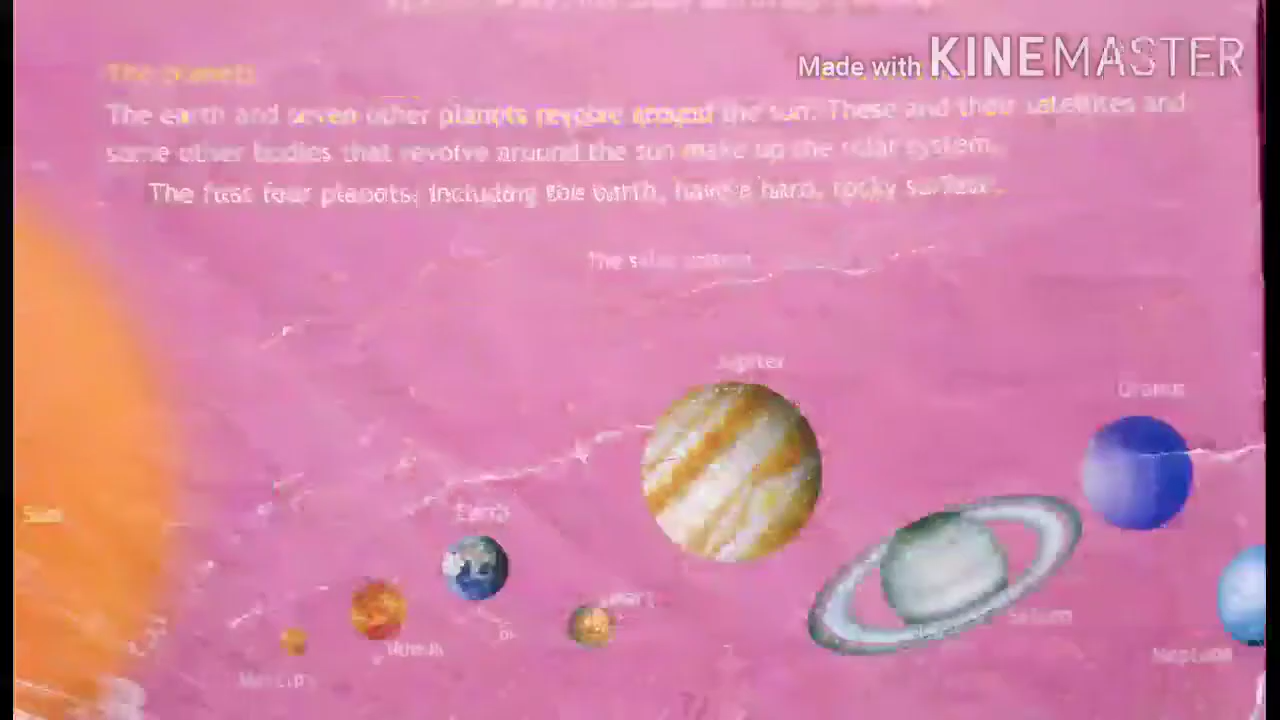 The planets
Made with KINEMASTER
The earth and seven other planets revolve around the sun. These and their satellites and
some other bodies that revolve around the sun make up the solar system.
The first four planets, including the earth, have a hard, rocky surface.
The solar system
Jupiter
Uranus
Sun
Earth
Mars
Saturn
Venus
Neptune
Mercury